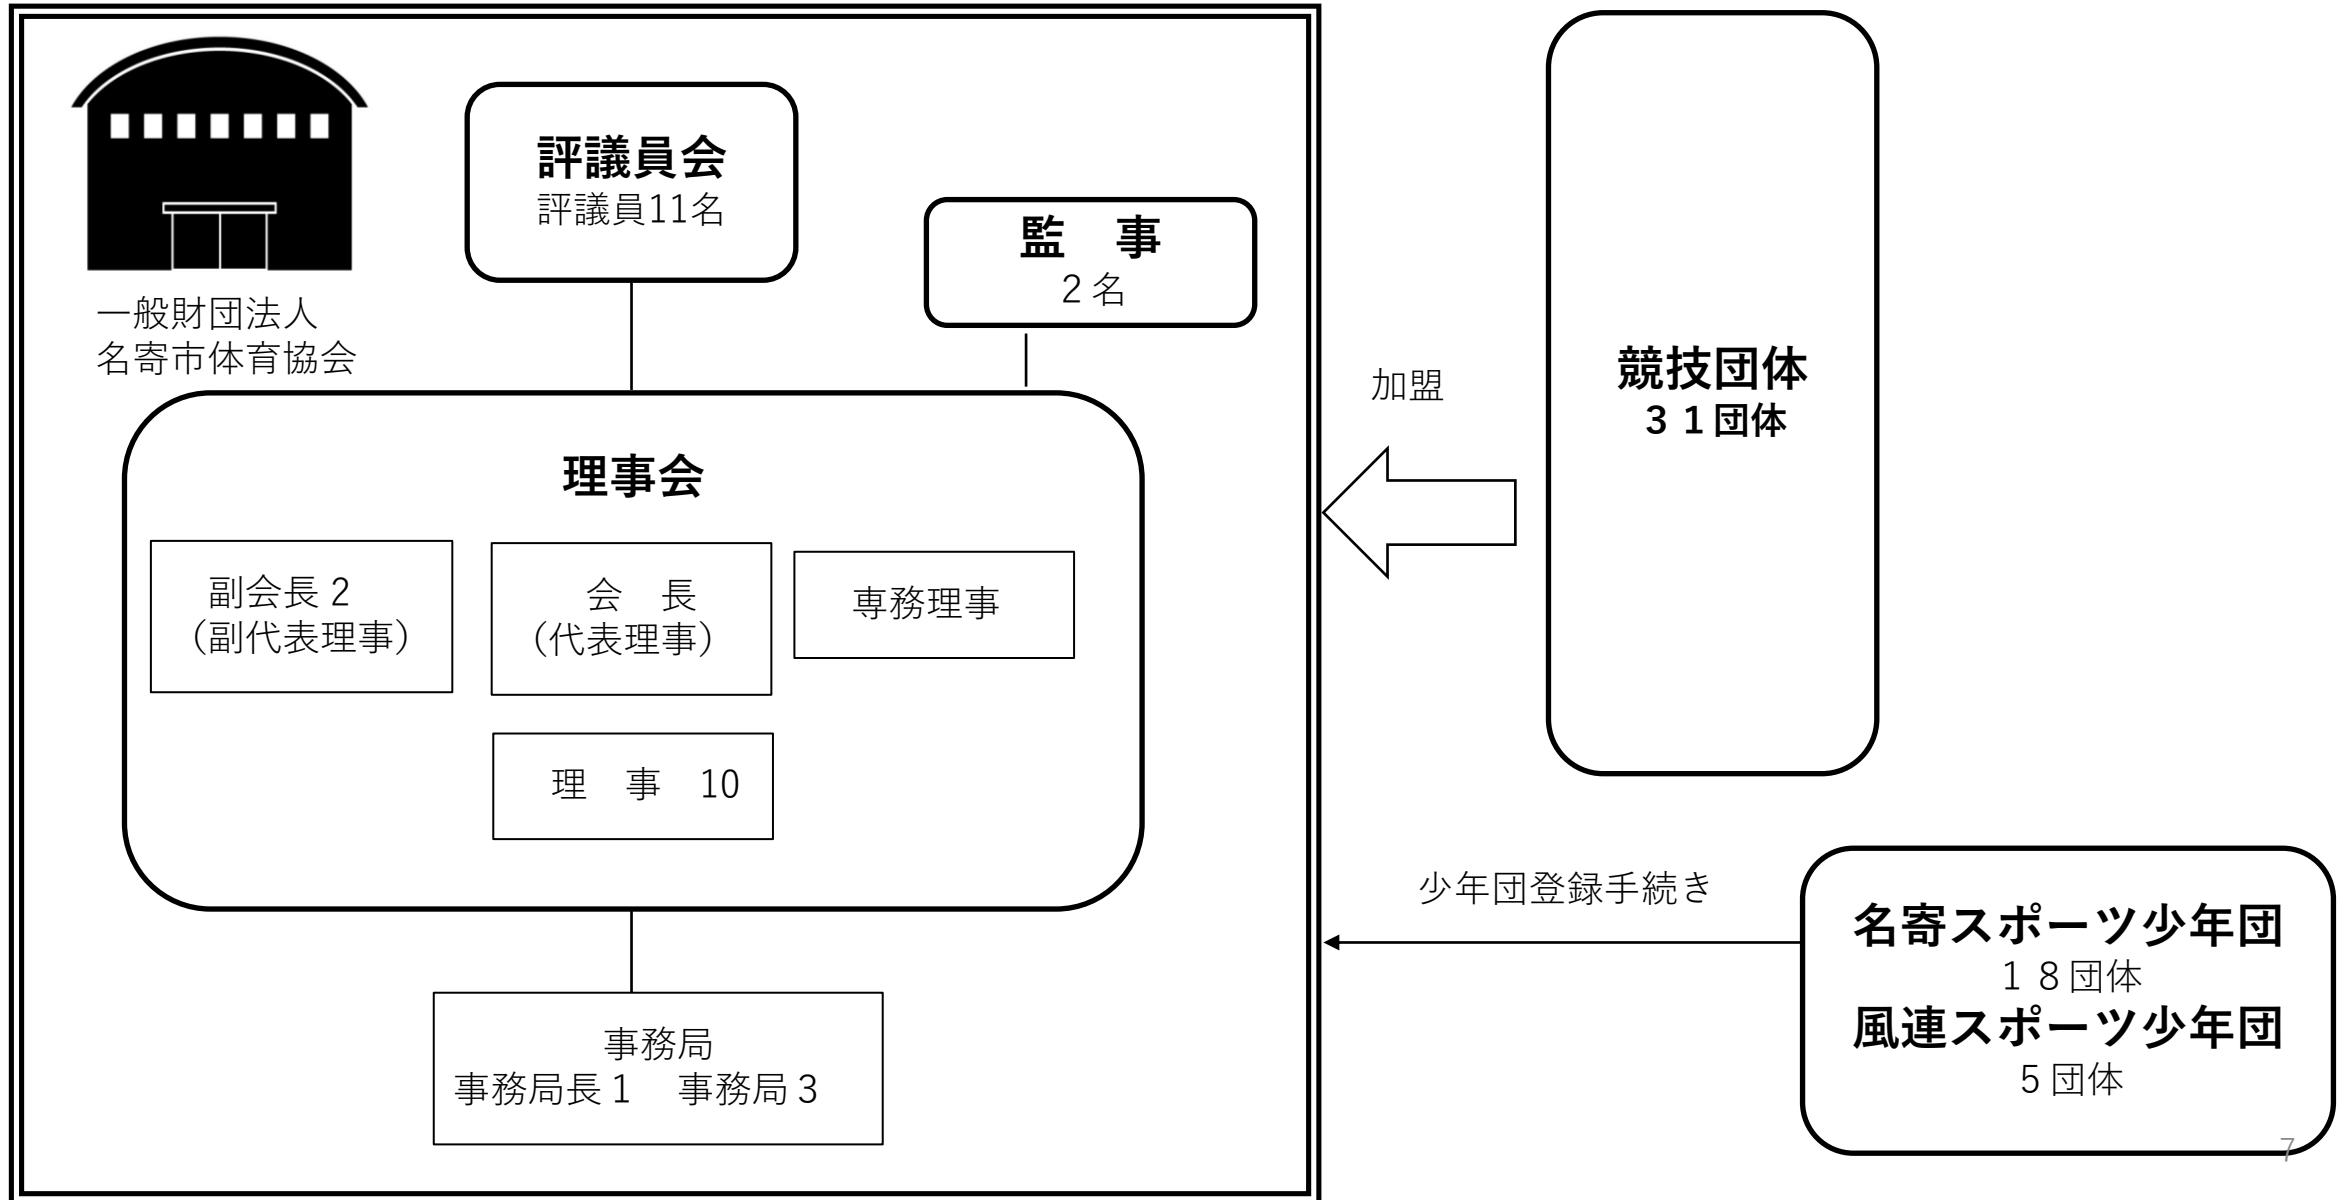 一般財団法人
名寄市体育協会
評議員会
評議員11名
監　事
２名
理事会
副会長２
（副代表理事）
会　長
（代表理事）
専務理事
理　事　10
事務局
事務局長１　事務局３
加盟
競技団体
３１団体
少年団登録手続き
名寄スポーツ少年団
１８団体
風連スポーツ少年団
５団体
7